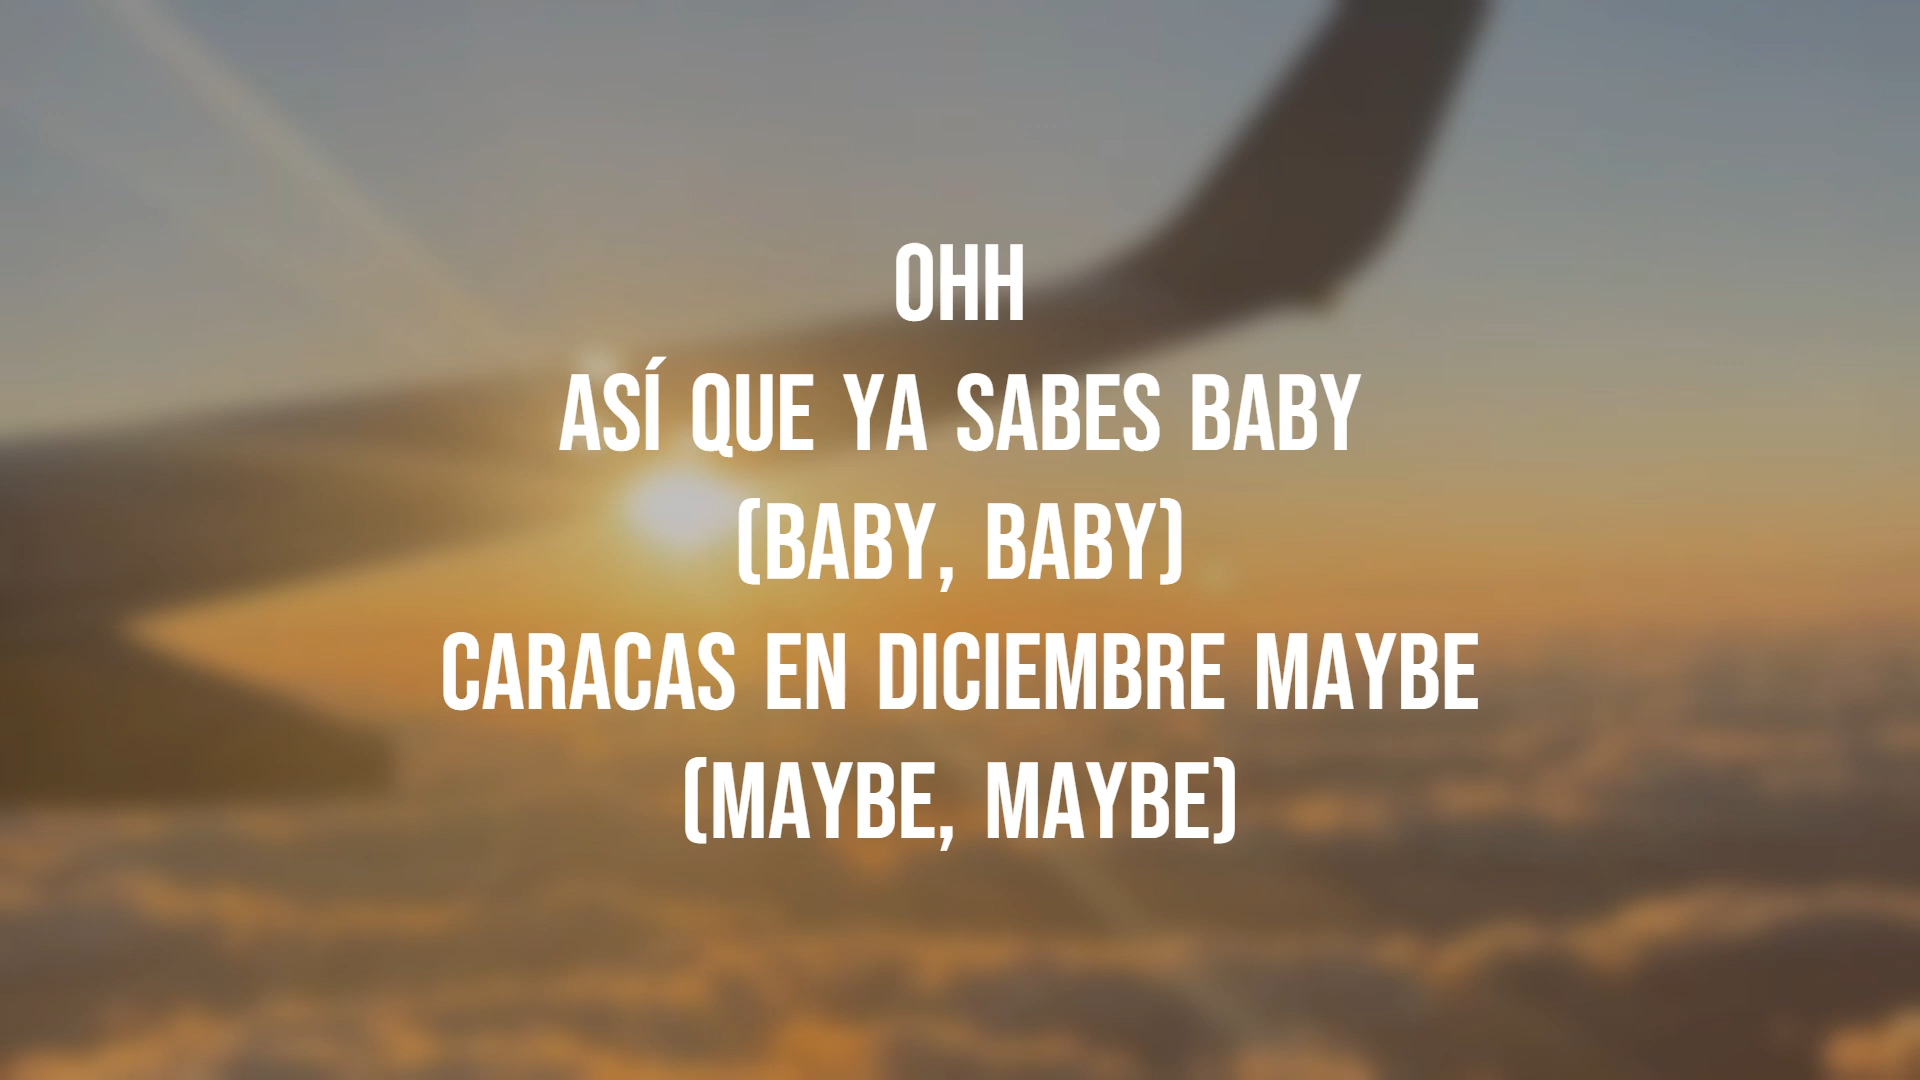 OHH
ASÍ QUE YA SABES BABY
(BABY, BABY)
CARACAS EN DICIEMBRE MAYBE
(MAYBE, MAYBE)